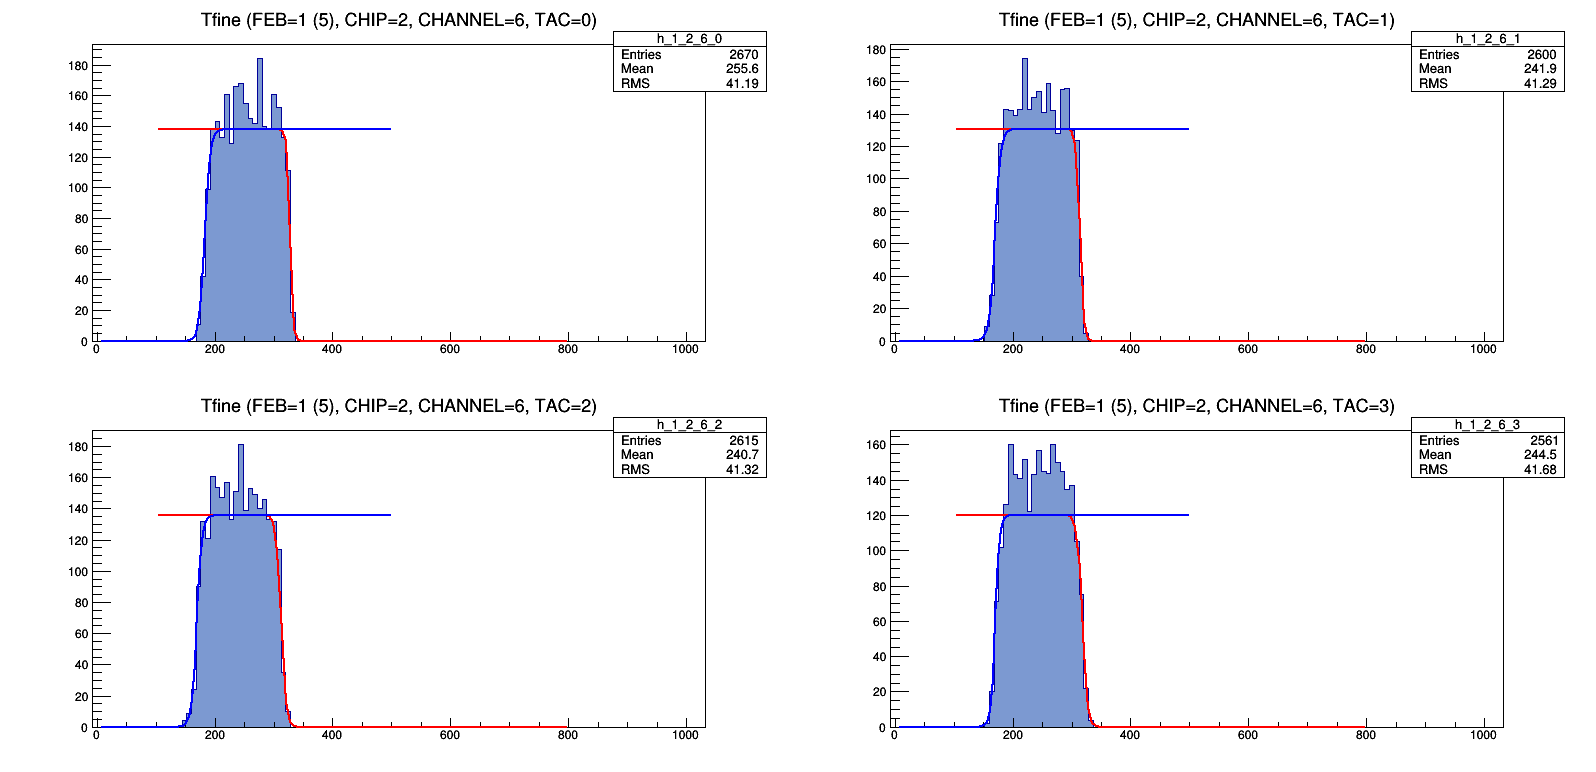 Tfine (FEB=1 (5), CHIP=2, CHANNEL=6, TAC=0)
h_1_2_6_0
Entries 2670
Mean 255.6
RMS 41.19
180
160
140
120
100
80
60
40
20
0
0 200 400 600 800 1000
Tfine (FEB=1 (5), CHIP=2, CHANNEL=6, TAC=1)
h_1_2_6_1
Entries 2600
Mean 241.9
RMS 41.29
180
160
140
120
100
80
60
40
20
0
0 200 400 600 800 1000
Tfine (FEB=1 (5), CHIP=2, CHANNEL=6, TAC=2)
h_1_2_6_2
Entries 2615
Mean 240.7
RMS 41.32
180
160
140
120
100
80
60
40
20
0
0 200 400 600 800 1000
Tfine (FEB=1 (5), CHIP=2, CHANNEL=6, TAC=3)
h_1_2_6_3
Entries 2561
Mean 244.5
RMS 41.68
160
140
120
100
80
60
40
20
0
0 200 400 600 800 1000